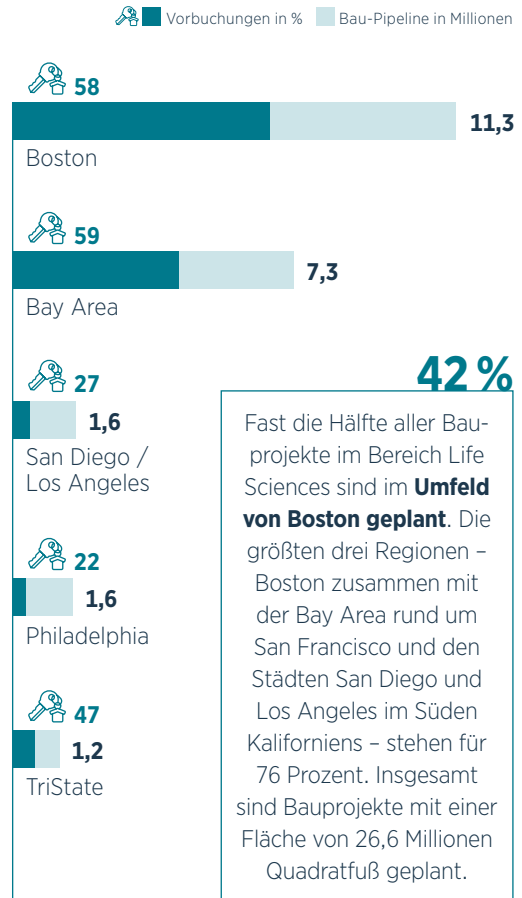 Vorbuchungen in % Bau-Pipeline in Millionen
58
11,3
Boston
59
7,3
Bay Area
27
1,6
San Diego /
Los Angeles
22
1,6
Philadelphia
47
1,2
TriState
42 %
Fast die Hälfte aller Bau-
projekte im Bereich Life
Sciences sind im Umfeld
von Boston geplant. Die
größten drei Regionen –
Boston zusammen mit
der Bay Area rund um
San Francisco und den
Städten San Diego und
Los Angeles im Süden
Kaliforniens – stehen für
76 Prozent. Insgesamt
sind Bauprojekte mit einer
Fläche von 26,6 Millionen
Quadratfuß geplant.